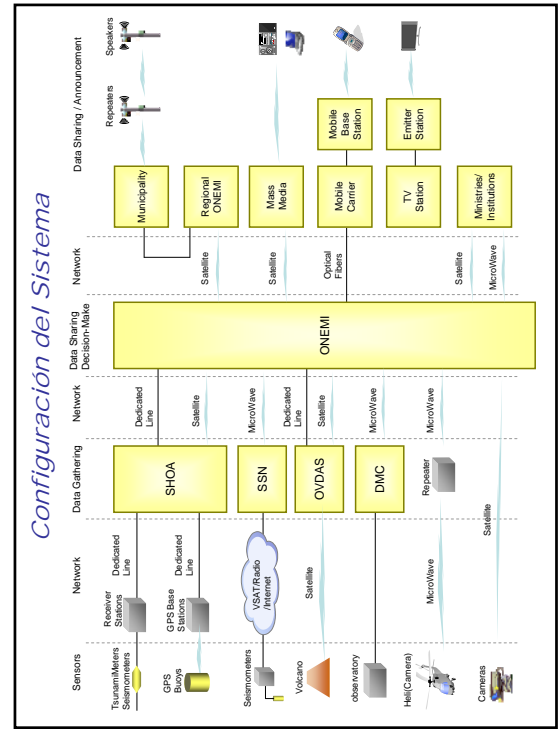 Configuración del Sistema
Sensors
Network
Data Gathering
Network
Data Sharing
Decision-Make
Network
Data Sharing / Announcement
TsunamiMeters
Seismometers
Receiver
Stations
Dedicated
Line
GPS
Buoys
GPS Base
Stations
Dedicated
Line
SHOA
Dedicated
Line
Satellite
Seismometers
VSAT/Radio
/Internet
SSN
MicroWave
Volcano
Satellite
OVDAS
Dedicated
Line
Satellite
observatory
DMC
MicroWave
Heli(Camera)
MicroWave
Repeater
MicroWave
Cameras
Satellite
ONEMI
Municipality
Repeaters
Speakers
Satellite
Regional
ONEMI
Satellite
Mass
Media
Optical
Fibers
Mobile
Carrier
Mobile
Base
Station
TV
Station
Emitter
Station
Satellite
MicroWave
Ministries/
Institutions